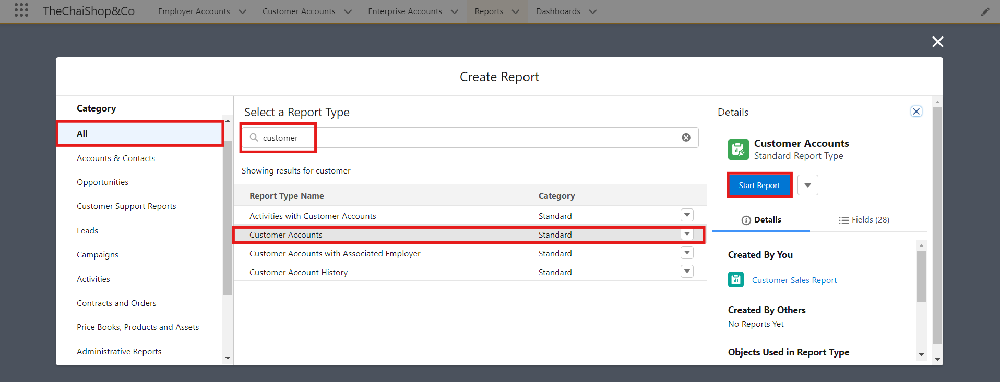 TheChaiShop&Co Employer Accounts Customer Accounts Enterprise Accounts Reports Dashboards
Create Report
Category
All
Accounts & Contacts
Opportunities
Customer Support Reports
Leads
Campaigns
Activities
Contracts and Orders
Price Books, Products and Assets
Administrative Reports
Select a Report Type
customer
Showing results for customer
Report Type Name Category
Activities with Customer Accounts Standard
Customer Accounts Standard
Customer Accounts with Associated Employer Standard
Customer Account History Standard
Details
Customer Accounts
Standard Report Type
Start Report
Details Fields (28)
Created By You
Customer Sales Report
Created By Others
No Reports Yet
Objects Used in Report Type